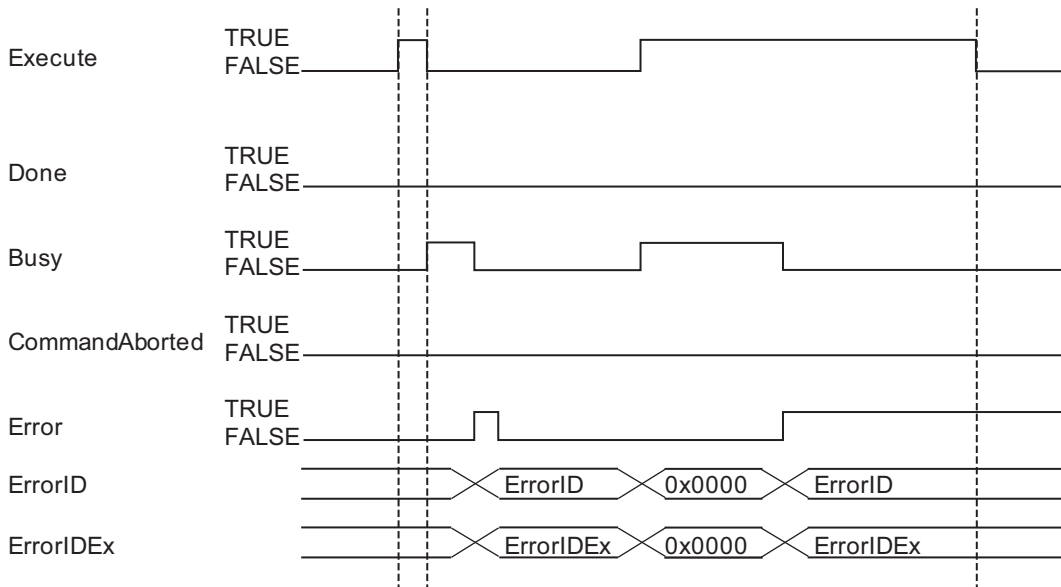 Execute TRUE
FALSE
Done TRUE
FALSE
Busy TRUE
FALSE
CommandAborted TRUE
FALSE
Error TRUE
FALSE
ErrorID ErrorID 0x0000 ErrorID
ErrorIDEx ErrorIDEx 0x0000 ErrorIDEx